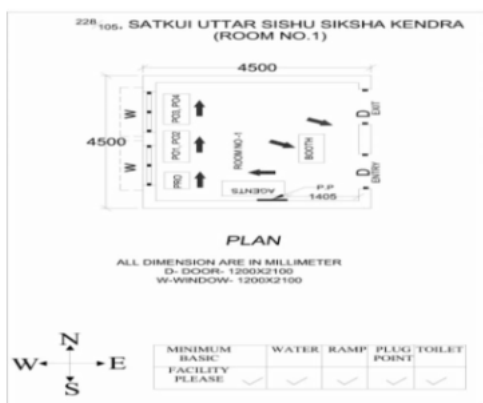 228/105, SATKUI UTTAR SISHU SIKSHA KENDRA
(ROOM NO.1)
4500
4500
W
W
PO3, PO4
PO1, PO2
PRO
ROOM NO -1
BOOTH
AGENTS
D
EXIT
D
ENTRY
P.P
1405
PLAN
ALL DIMENSION ARE IN MILLIMETER
D- DOOR- 1200X2100
W-WINDOW- 1200X2100
N
W E
S
MINIMUM BASIC FACILITY PLEASE
WATER
RAMP
PLUG POINT
TOILET